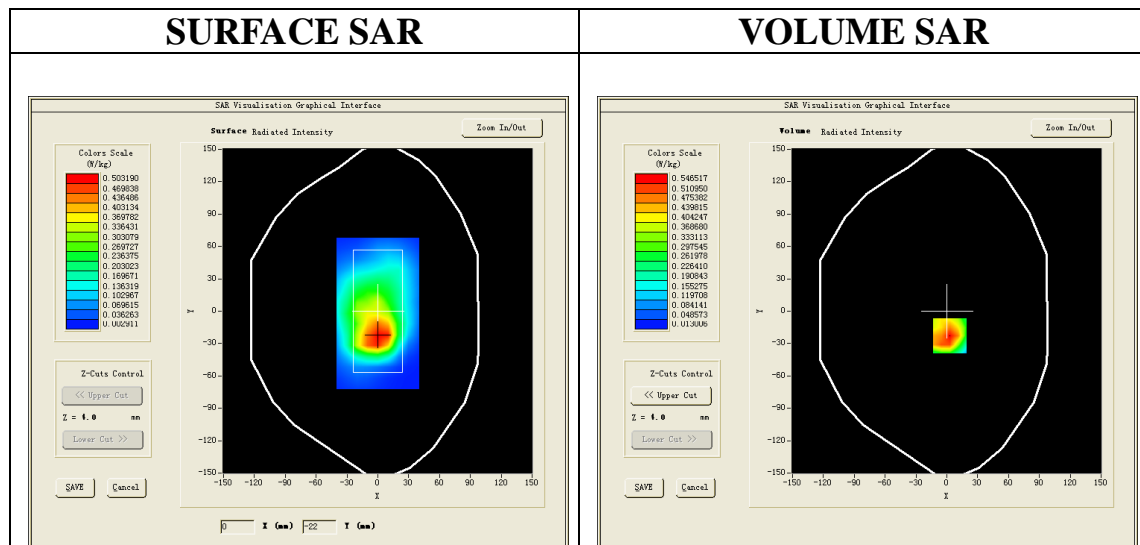 SURFACE SAR
VOLUME SAR
SAR Visualisation Graphical Interface
Surface Radiated Intensity
Zoom In/Out
Colors Scale
(W/kg)
0.503190
0.469838
0.436486
0.403134
0.369782
0.336431
0.303079
0.269727
0.236375
0.203023
0.169671
0.136319
0.102967
0.069615
0.036263
0.002911
150
120
90
60
30
0
-30
-60
-90
-120
-150
Y
-150 -120 -90 -60 -30 0 30 60 90 120 150
X
Z-Cuts Control
<< Upper Cut
Z = 4.0 mm
Lower Cut >>
SAVE Cancel
0 X (mm) -22 Y (mm)
SAR Visualisation Graphical Interface
Volume Radiated Intensity
Zoom In/Out
Colors Scale
(W/kg)
0.546517
0.510950
0.475382
0.439815
0.404247
0.368680
0.333113
0.297545
0.261978
0.226410
0.190843
0.155275
0.119708
0.084141
0.048573
0.013006
150
120
90
60
30
0
-30
-60
-90
-120
-150
Y
-150 -120 -90 -60 -30 0 30 60 90 120 150
X
Z-Cuts Control
<< Upper Cut
Z = 4.0 mm
Lower Cut >>
SAVE Cancel